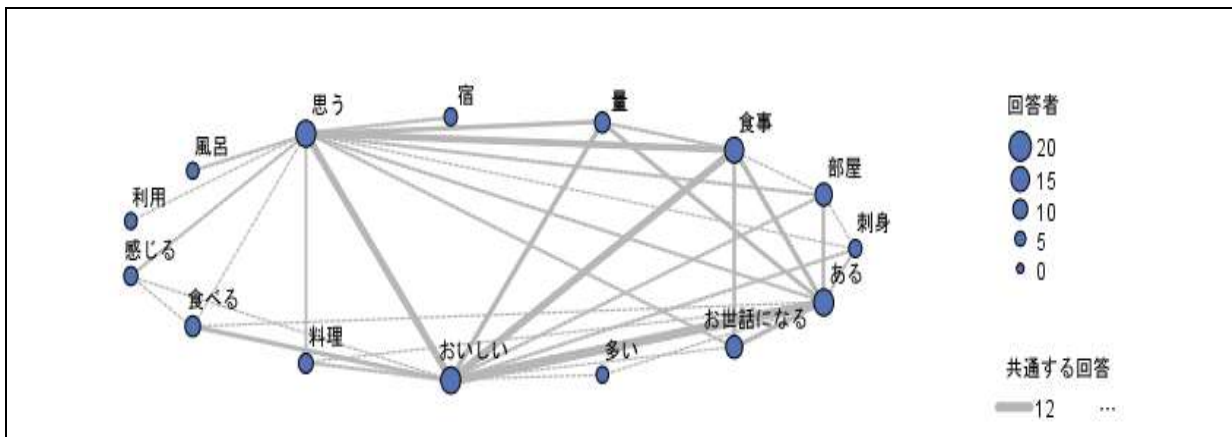 思う
宿
量
食事
風呂
部屋
利用
刺身
感じる
ある
食べる
お世話になる
料理
おいしい
多い
回答者
20
15
10
5
0
共通する回答
12 …